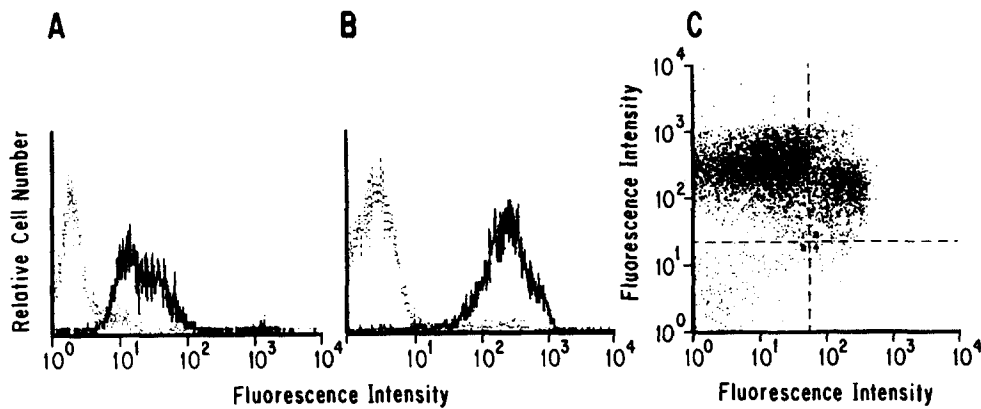 A
B
C
Relative Cell Number
10⁰ 10¹ 10² 10³ 10⁴
10¹ 10² 10³ 10⁴
Fluorescence Intensity
Fluorescence Intensity
10⁴
10³
10²
10¹
10⁰
10⁰ 10¹ 10² 10³ 10⁴
Fluorescence Intensity